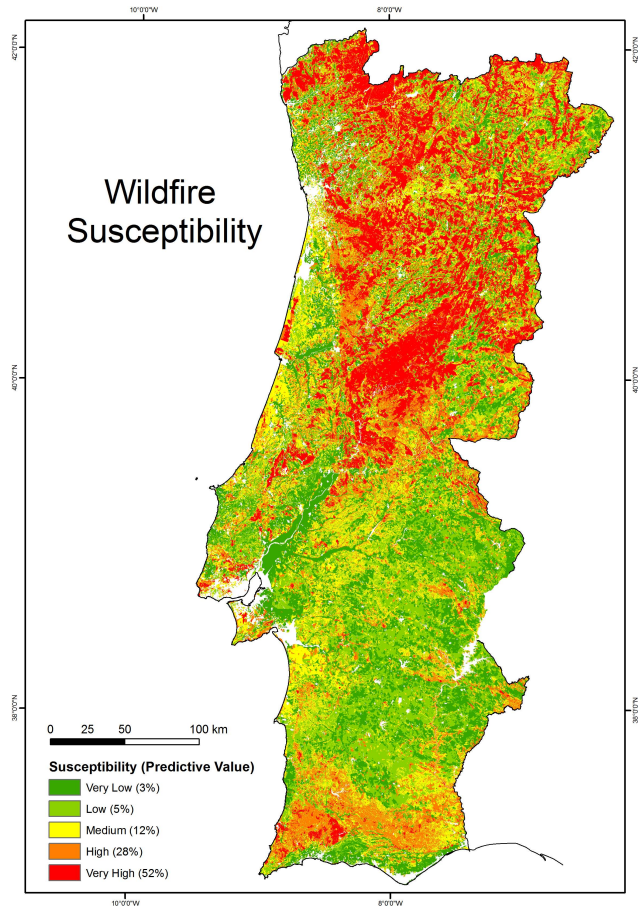 10°0'0"W 8°0'0"W
42°0'0"N 42°0'0"N
Wildfire
Susceptibility
40°0'0"N 40°0'0"N
38°0'0"N 38°0'0"N
0 25 50 100 km
Susceptibility (Predictive Value)
Very Low (3%)
Low (5%)
Medium (12%)
High (28%)
Very High (52%)
10°0'0"W 8°0'0"W